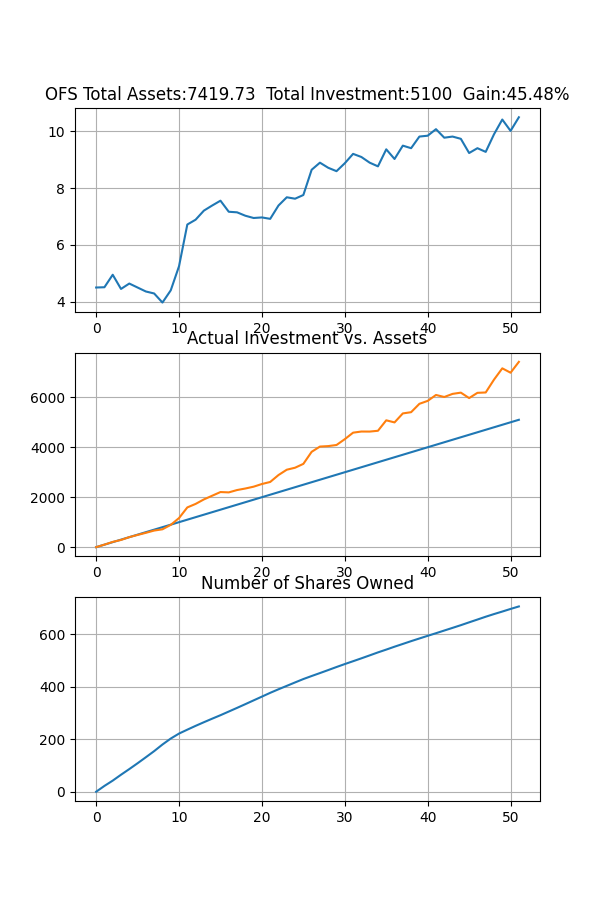 OFS Total Assets:7419.73  Total Investment:5100  Gain:45.48%
10
8
6
4
0 10 20 30 40 50
Actual Investment vs. Assets
6000
4000
2000
0
0 10 20 30 40 50
Number of Shares Owned
600
400
200
0
0 10 20 30 40 50